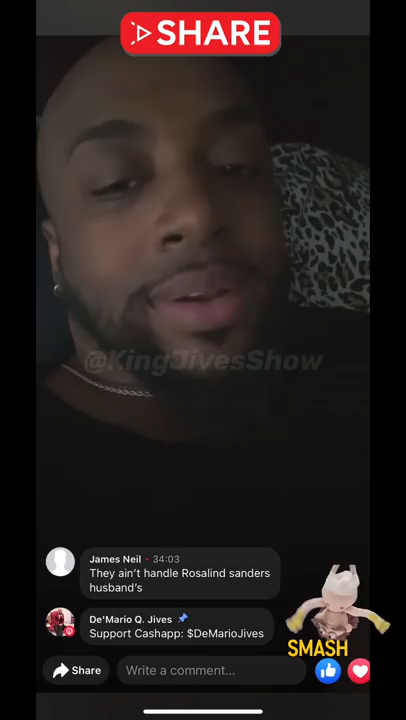 SHARE
@KingJivesShow
James Neil • 34:03
They ain't handle Rosalind sanders
husband's
De'Mario Q. Jives
Support Cashapp: $DeMarioJives
SMASH
Share
Write a comment...